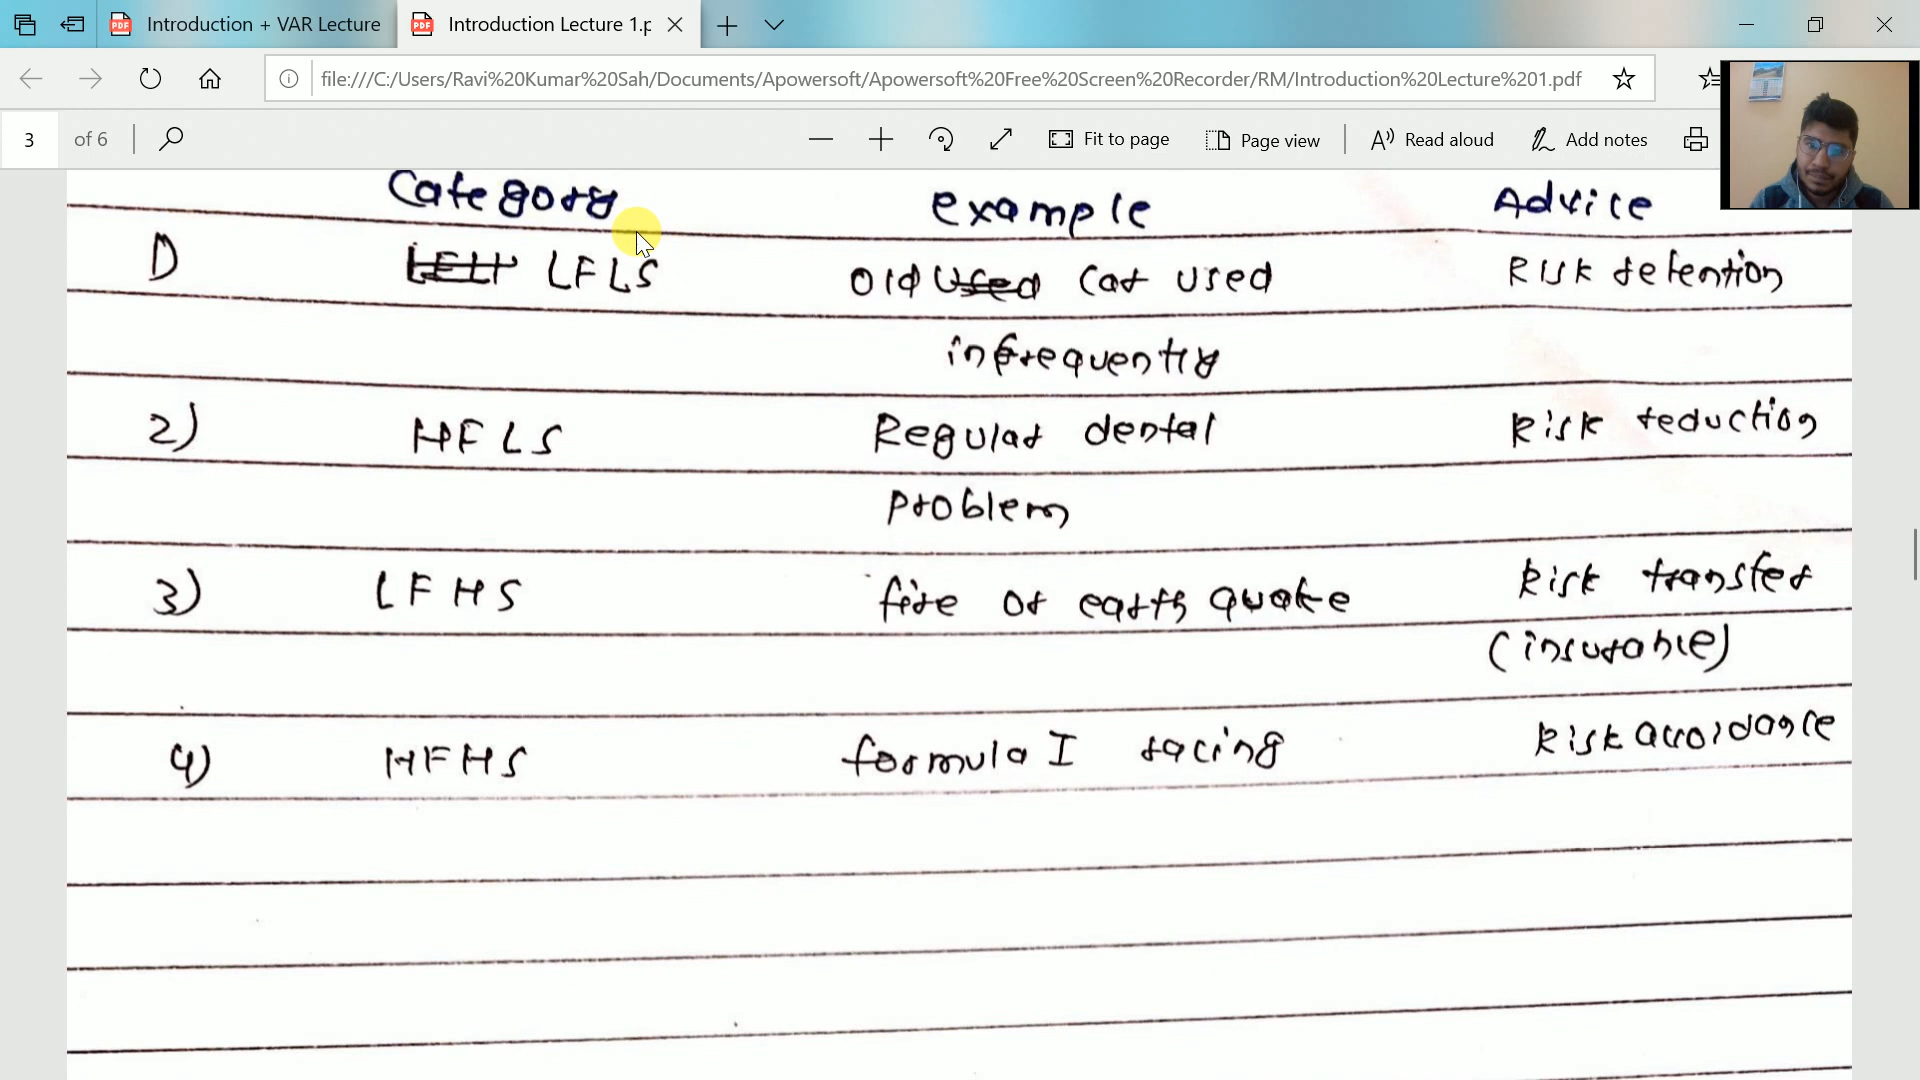 Introduction + VAR Lecture
Introduction Lecture 1.p
file:///C:/Users/Ravi%20Kumar%20Sah/Documents/Apowersoft/Apowersoft%20Free%20Screen%20Recorder/RM/Introduction%20Lecture%201.pdf
3 of 6 Fit to page Page view Read aloud Add notes
Category example Advice
1) LFLS Old Used Car used Risk retention
infrequently
2) HFLS Regular dental Risk reduction
Problem
3) LFHS fire or earth quake Risk transfer
(insurance)
4) HFHS formula I racing Risk avoidance